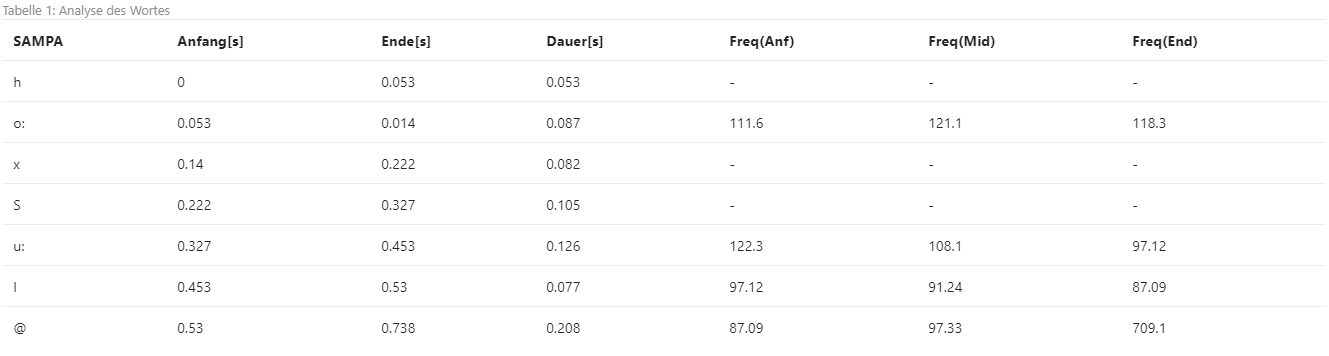 Tabelle 1: Analyse des Wortes
SAMPA Anfang[s] Ende[s] Dauer[s] Freq(Anf) Freq(Mid) Freq(End)
h 0 0.053 0.053 - - -
o: 0.053 0.014 0.087 111.6 121.1 118.3
x 0.14 0.222 0.082 - - -
S 0.222 0.327 0.105 - - -
u: 0.327 0.453 0.126 122.3 108.1 97.12
l 0.453 0.53 0.077 97.12 91.24 87.09
@ 0.53 0.738 0.208 87.09 97.33 709.1